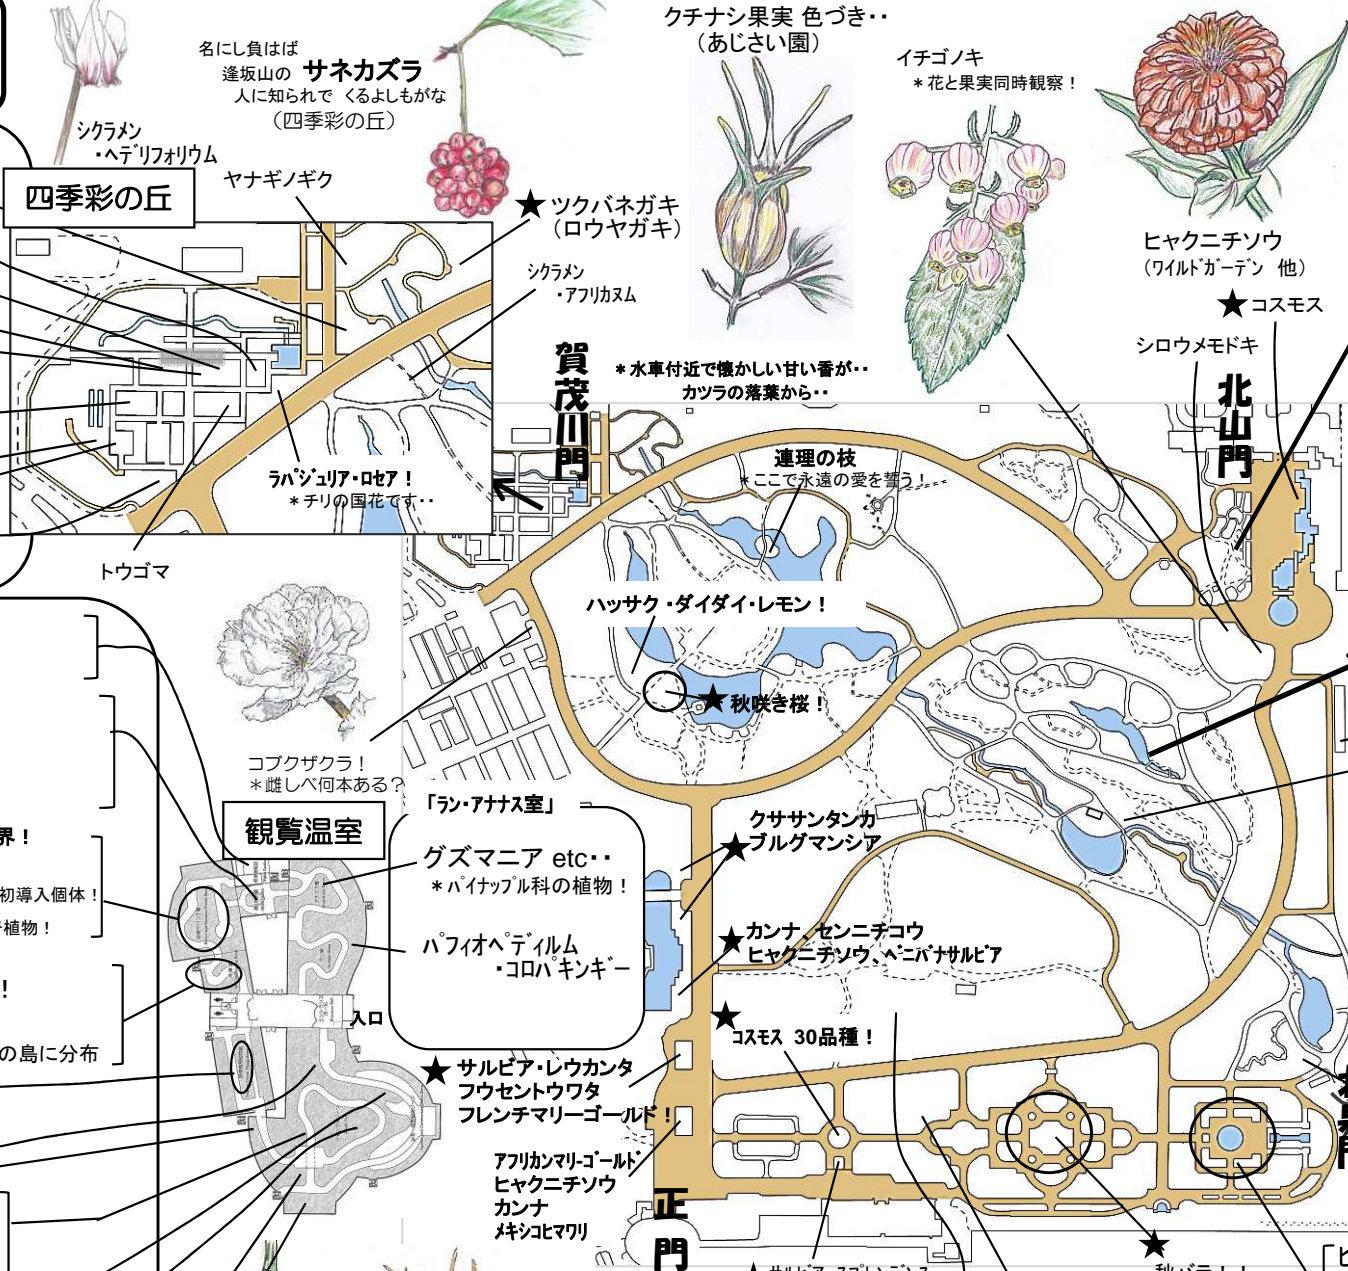 クチナシ果実 色づき・・
（あじさい園）
名にし負はば
逢坂山の サネカズラ
人に知られで くるよしもがな
（四季彩の丘）
イチゴノキ
＊花と果実同時観察！
シクラメン
・ヘデリフォリウム
四季彩の丘
ヤナギノギク
★ツクバネガキ
（ロウヤガキ）
シクラメン
・アフリカヌム
ヒャクニチソウ
（ワイルドガーデン 他）
★コスモス
シロウメモドキ
賀茂川門
＊水車付近で懐かしい甘い香が・・
カツラの落葉から・・
北山門
連理の枝
＊ここで永遠の愛を誓う！
ラパジュリア・ロセア！
＊チリの国花です・・
トウゴマ
ハッサク・ダイダイ・レモン！
★秋咲き桜！
コブクザクラ！
＊雌しべ何本ある？
観覧温室
「ラン・アナナス室」
グズマニア etc・・
＊パイナップル科の植物！
パフィオペディルム
・コロパキンギー
界！
初導入個体！
植物！
！
の島に分布
入口
クササンタンカ
★ブルグマンシア
★カンナ、センニチコウ
ヒャクニチソウ、ベニバナサルビア
★
コスモス 30品種！
★サルビア・レウカンタ
フウセントウワタ
フレンチマリーゴールド！
アフリカンマリーゴールド
ヒャクニチソウ
カンナ
メキシコヒマワリ
正門
★サルビア・スプレンデンス
★
秋バラ！！